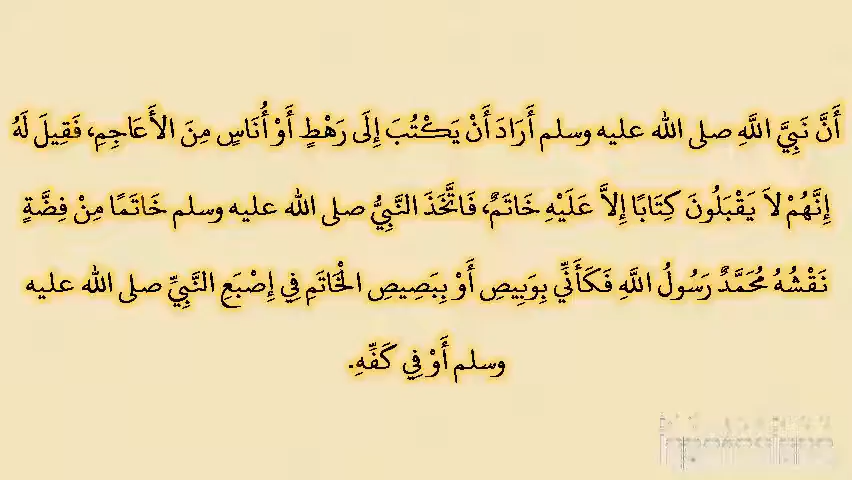 أَنَّ نَبِيَّ اللَّهِ صلى الله عليه وسلم أَرَادَ أَنْ يَكْتُبَ إِلَى رَهْطٍ أَوْ أُنَاسٍ مِنَ الأَعَاجِمِ، فَقِيلَ لَهُ
إِنَّهُمْ لاَ يَقْبَلُونَ كِتَابًا إِلاَّ عَلَيْهِ خَاتَمٌ، فَاتَّخَذَ النَّبِيُّ صلى الله عليه وسلم خَاتَمًا مِنْ فِضَّةٍ
نَقْشُهُ مُحَمَّدٌ رَسُولُ اللَّهِ فَكَأَنِّي بِوَبِيصِ أَوْ بِبَصِيصِ الْخَاتَمِ فِي إِصْبَعِ النَّبِيِّ صلى الله عليه
وسلم أَوْ فِي كَفِّهِ.